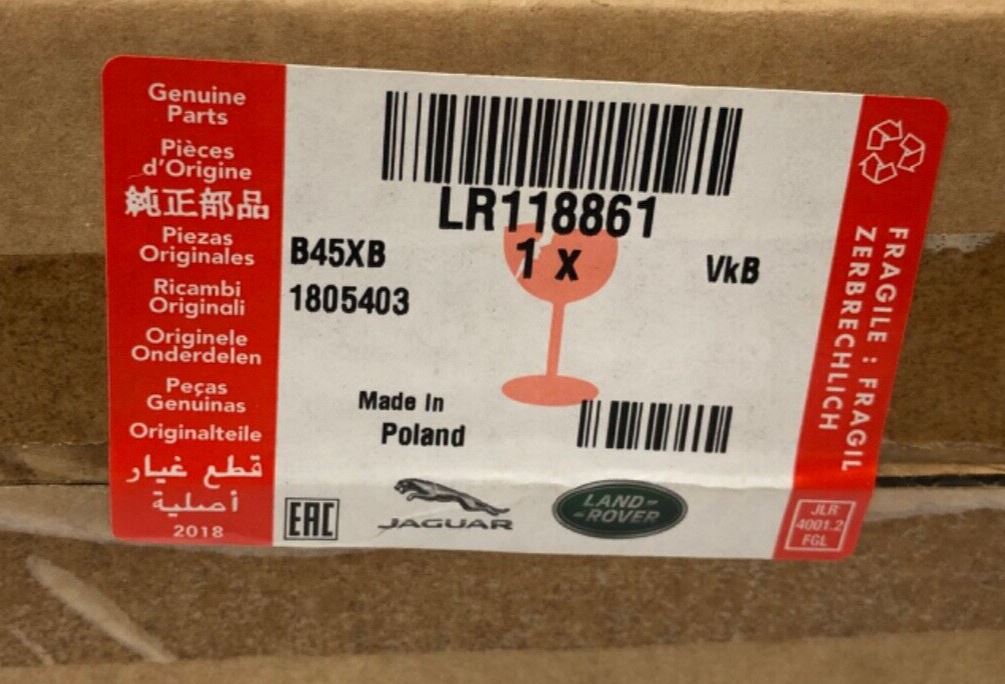 Genuine
Parts
Pièces
d'Origine
純正部品
Piezas
Originales
Ricambi
Originali
Originele
Onderdelen
Peças
Genuinas
Originalteile
قطع غيار
أصلية
2018
LR118861
B45XB
1 x
VkB
1805403
Made In
Poland
EAC
JAGUAR
LAND-
-ROVER
FRAGILE : FRAGIL
ZERBRECHLICH
JLR
4001.2
FGL